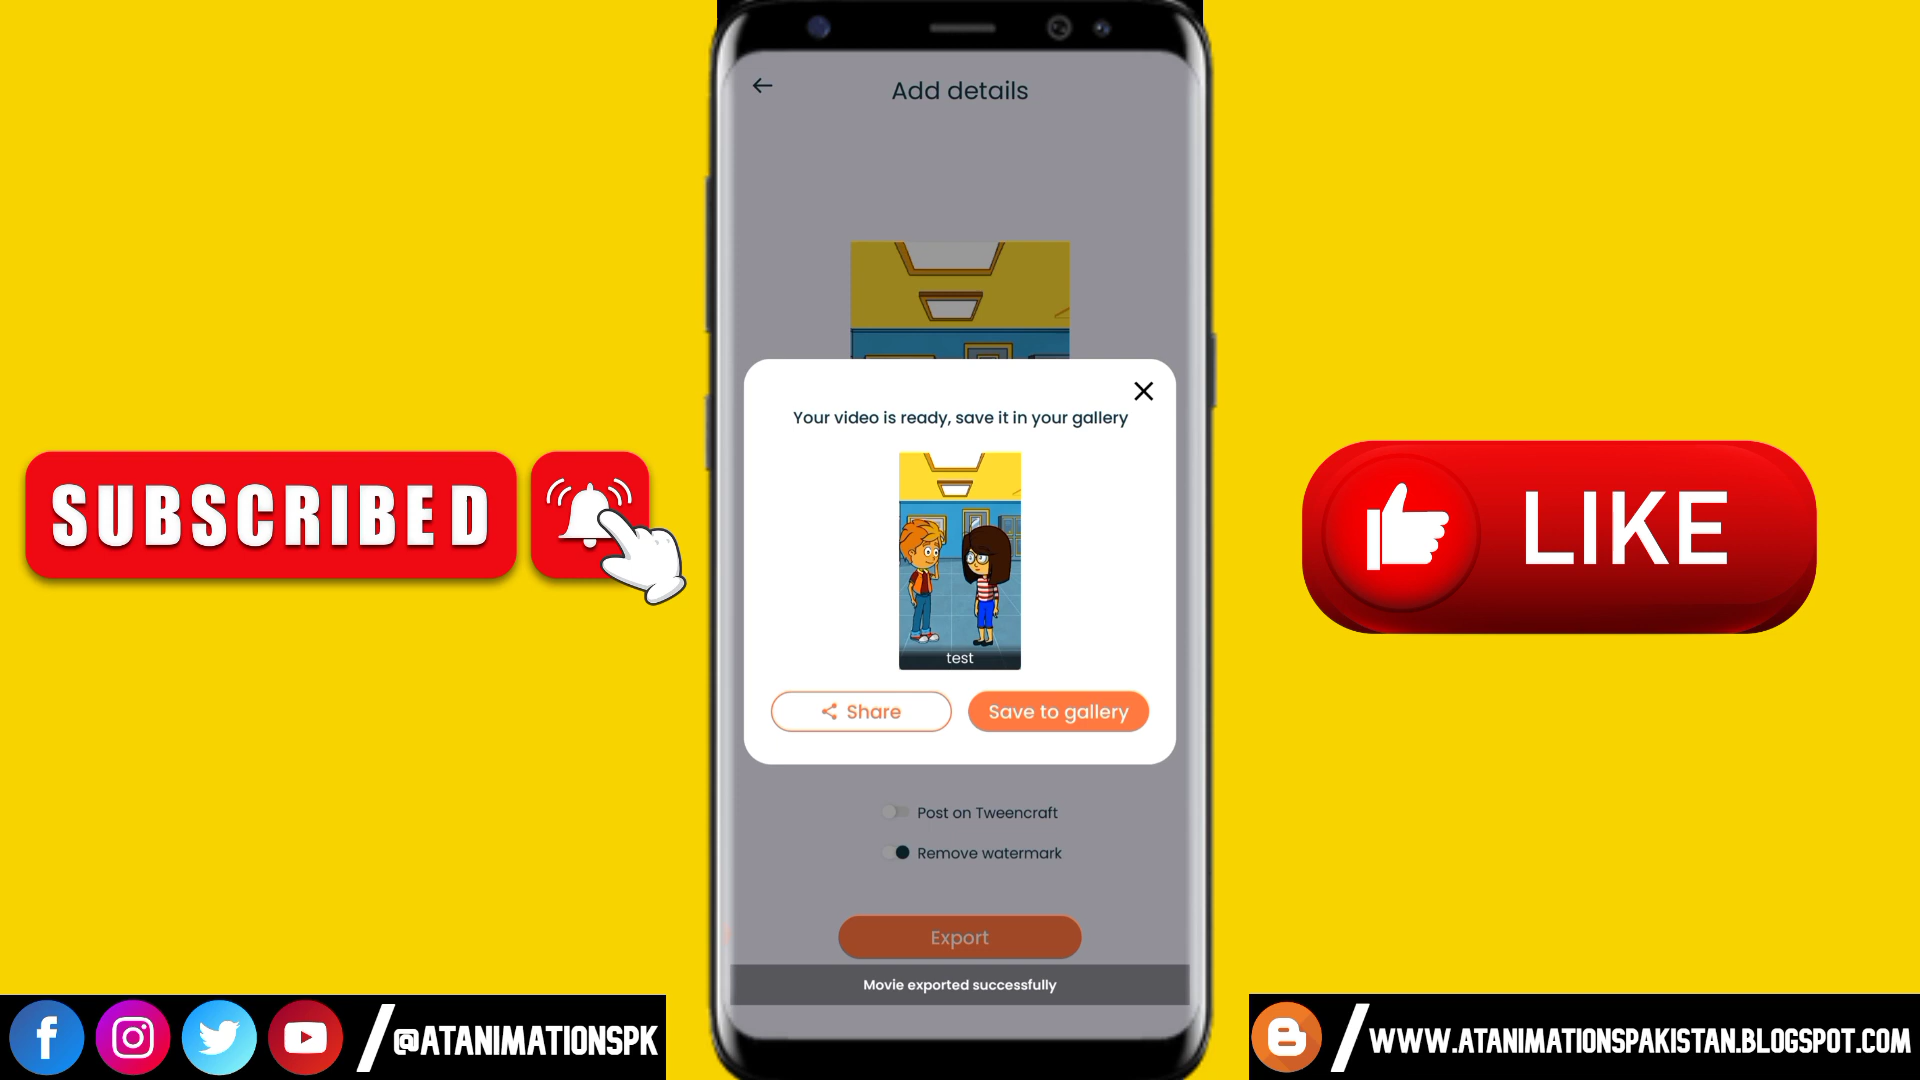 Add details
Your video is ready, save it in your gallery
test
Share
Save to gallery
Post on Tweencraft
Remove watermark
Export
Movie exported successfully
SUBSCRIBED
LIKE
/@ATANIMATIONSPK
/WWW.ATANIMATIONSPAKISTAN.BLOGSPOT.COM